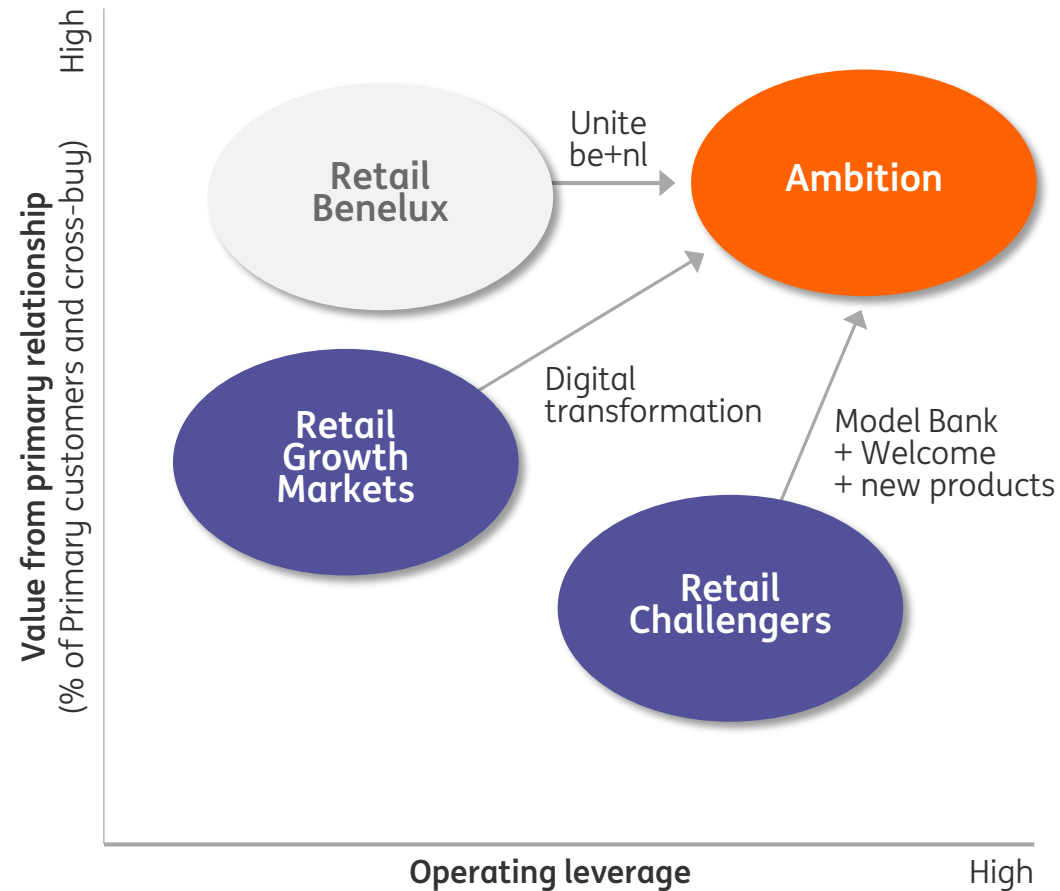 High
Value from primary relationship
(% of Primary customers and cross-buy)
Retail
Benelux
Unite
be+nl
Ambition
Retail
Growth
Markets
Digital
transformation
Model Bank
+ Welcome
+ new products
Retail
Challengers
Operating leverage
High